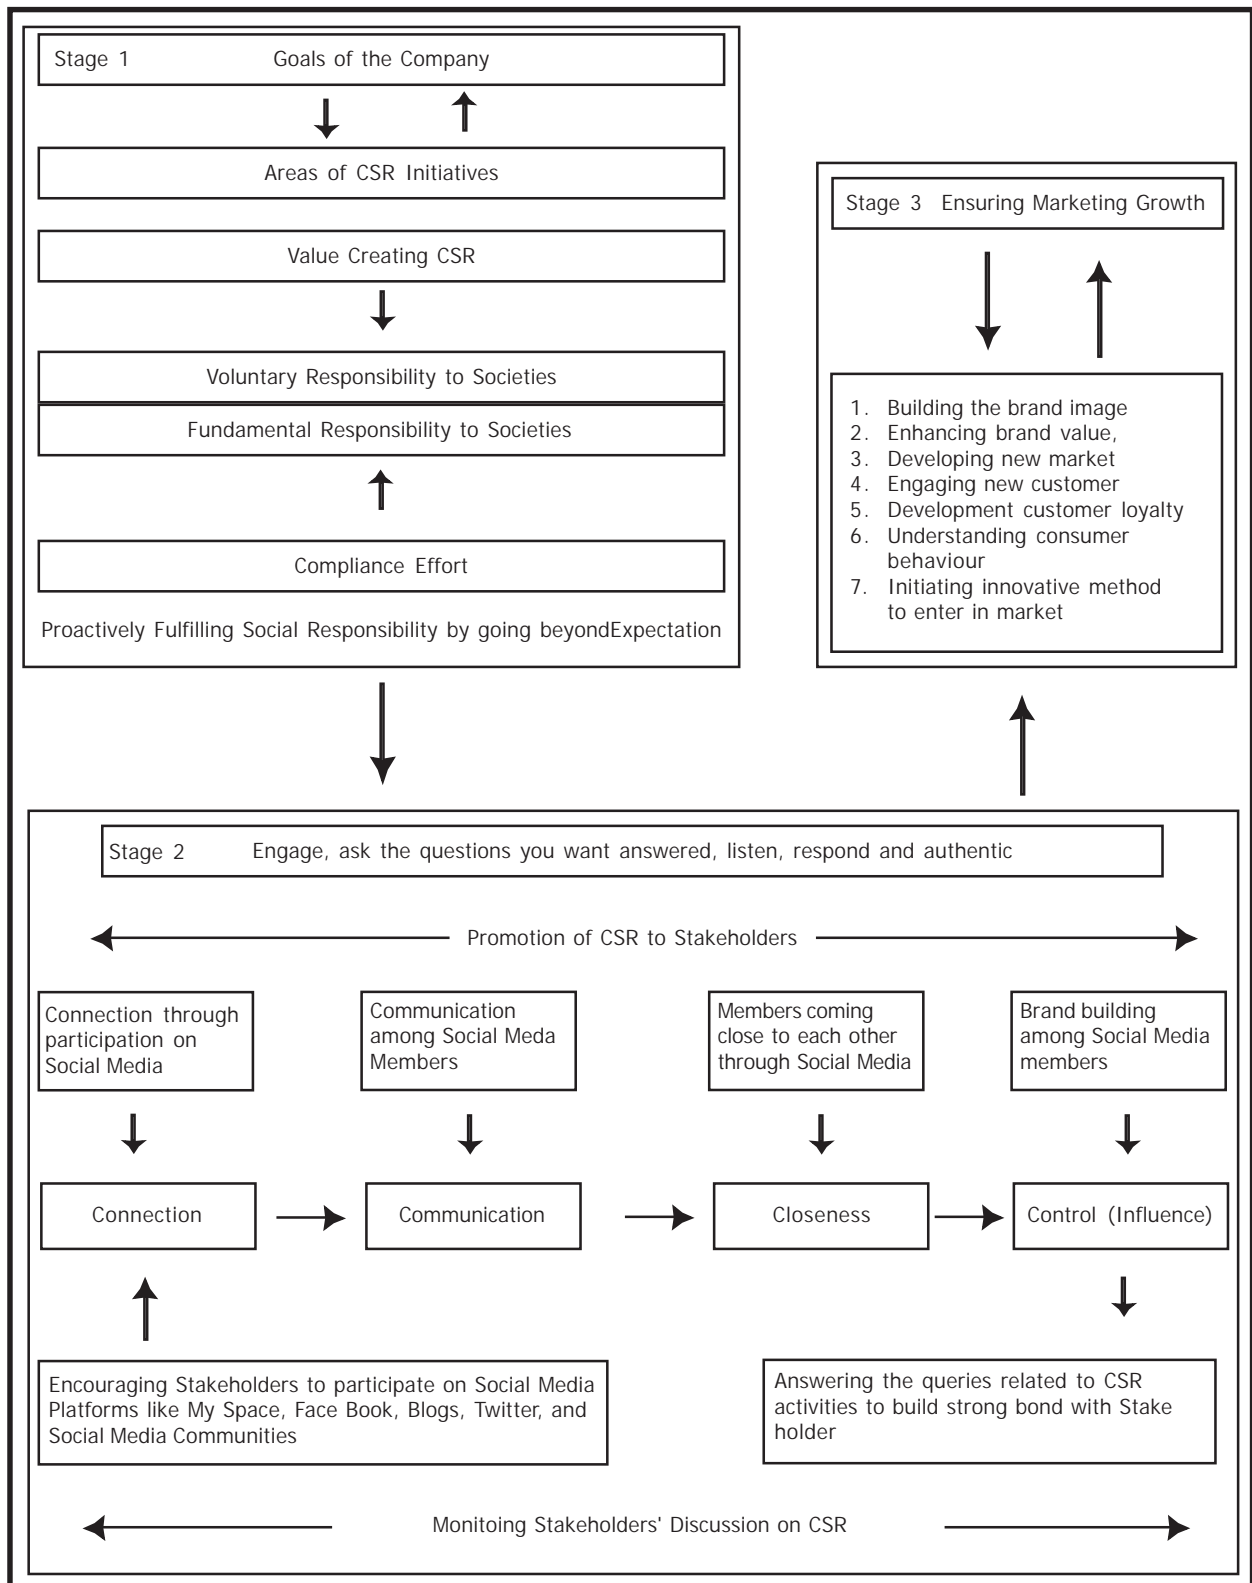 Stage 1 Goals of the Company
Areas of CSR Initiatives
Value Creating CSR
Voluntary Responsibility to Societies
Fundamental Responsibility to Societies
Compliance Effort
Proactively Fulfilling Social Responsibility by going beyondExpectation
Stage 3 Ensuring Marketing Growth
1. Building the brand image
2. Enhancing brand value,
3. Developing new market
4. Engaging new customer
5. Development customer loyalty
6. Understanding consumer
behaviour
7. Initiating innovative method
to enter in market
Stage 2 Engage, ask the questions you want answered, listen, respond and authentic
Promotion of CSR to Stakeholders
Connection through
participation on
Social Media
Communication
among Social Meda
Members
Members coming
close to each other
through Social Media
Brand building
among Social Media
members
Connection
Communication
Closeness
Control (Influence)
Encouraging Stakeholders to participate on Social Media
Platforms like My Space, Face Book, Blogs, Twitter, and
Social Media Communities
Answering the queries related to CSR
activities to build strong bond with Stake
holder
Monitoing Stakeholders' Discussion on CSR